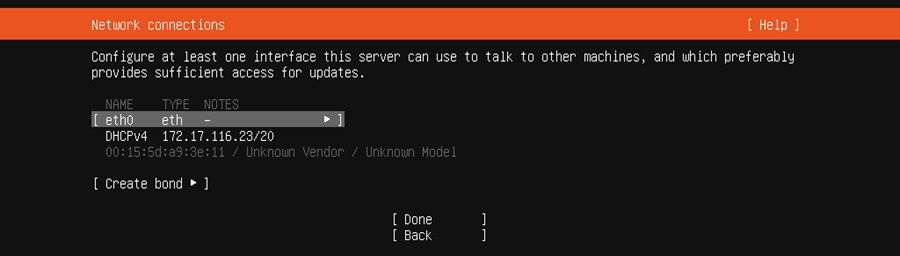 Network connections [ Help ]
Configure at least one interface this server can use to talk to other machines, and which preferably
provides sufficient access for updates.
NAME TYPE NOTES
[ eth0 eth - ▸ ]
DHCPv4 172.17.116.23/20
00:15:5d:a9:3e:11 / Unknown Vendor / Unknown Model
[ Create bond ▸ ]
[ Done ]
[ Back ]